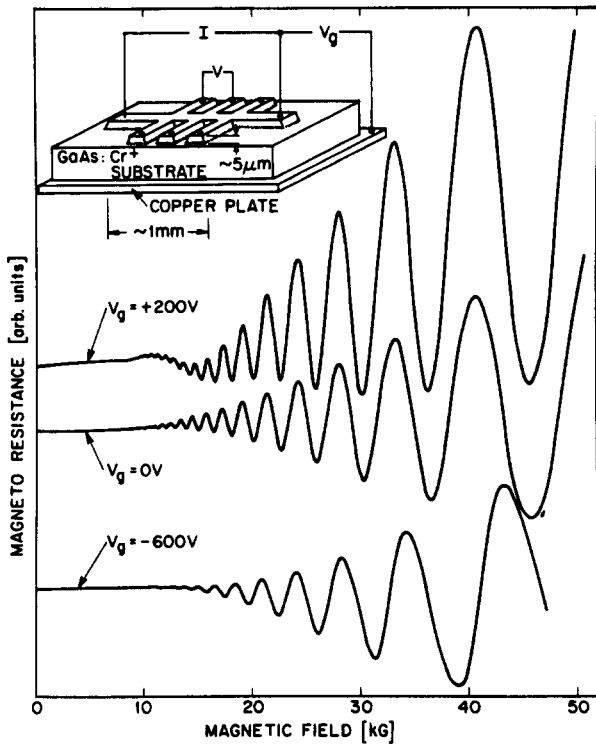 I
Vg
V
GaAs: Cr+
SUBSTRATE
~5μm
COPPER PLATE
~1mm
Vg = +200V
Vg = 0V
Vg = -600V
MAGNETO RESISTANCE [arb. units]
0 10 20 30 40 50
MAGNETIC FIELD [kG]